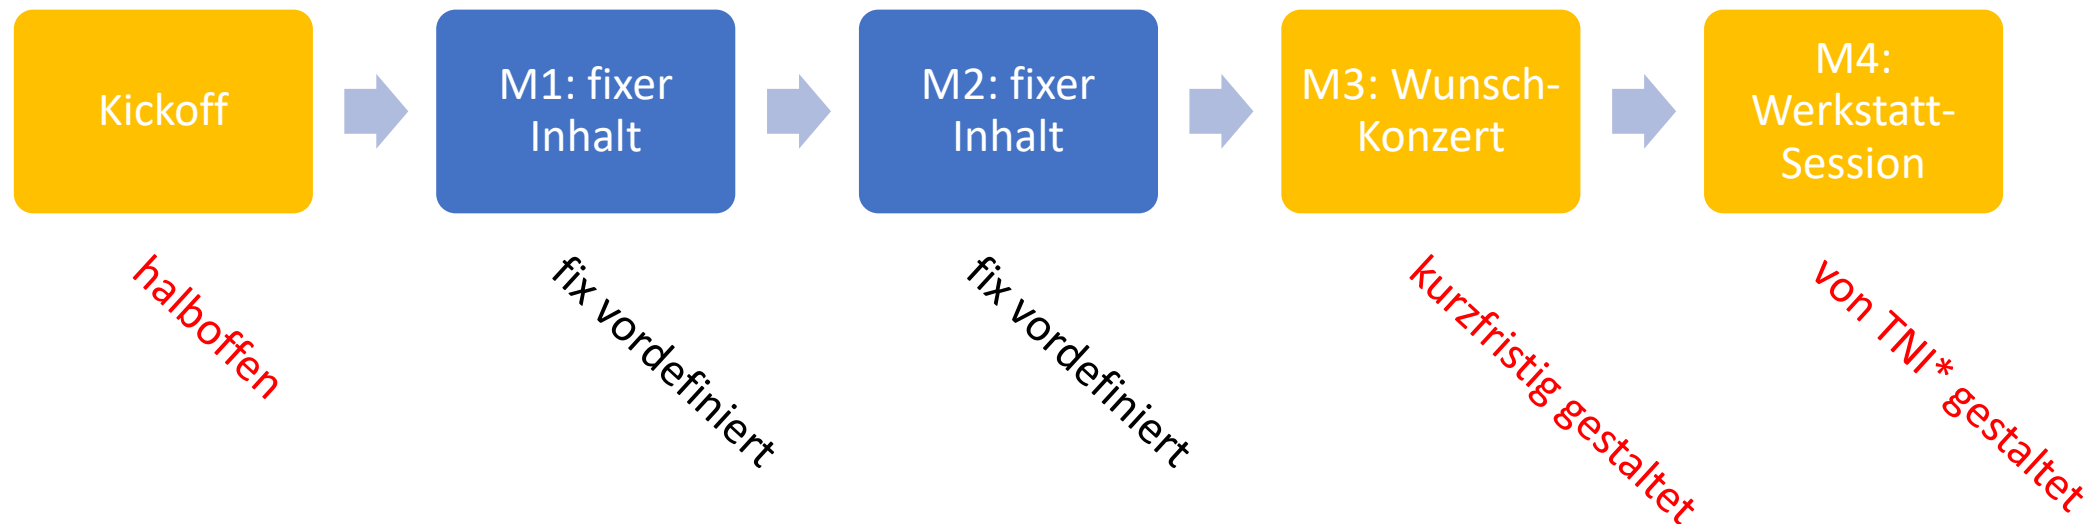 Kickoff
M1: fixer
Inhalt
M2: fixer
Inhalt
M3: Wunsch-
Konzert
M4:
Werkstatt-
Session
halboffen
fix vordefiniert
fix vordefiniert
kurzfristig gestaltet
von TNI* gestaltet